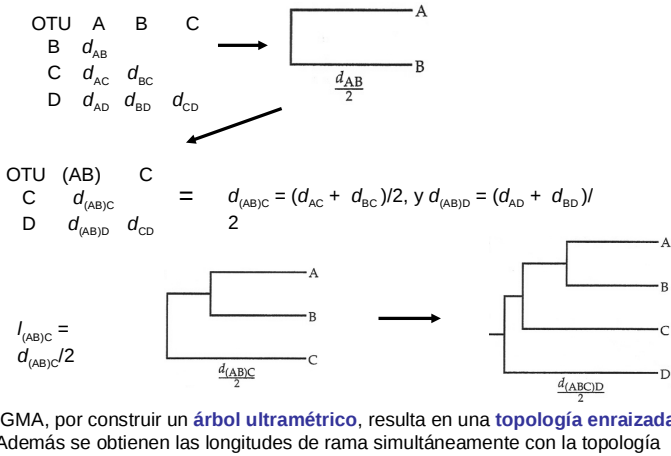 OTU A B C
B d_AB
C d_AC d_BC
D d_AD d_BD d_CD
A
B
d_AB
2
OTU (AB) C
C d_(AB)C
D d_(AB)D d_CD
= d_(AB)C = (d_AC + d_BC)/2, y d_(AB)D = (d_AD + d_BD)/
2
A
B
C
d_(AB)C
2
A
B
C
D
d_(ABC)D
2
l_(AB)C =
d_(AB)C/2
GMA, por construir un árbol ultramétrico, resulta en una topología enraizada
Además se obtienen las longitudes de rama simultáneamente con la topología